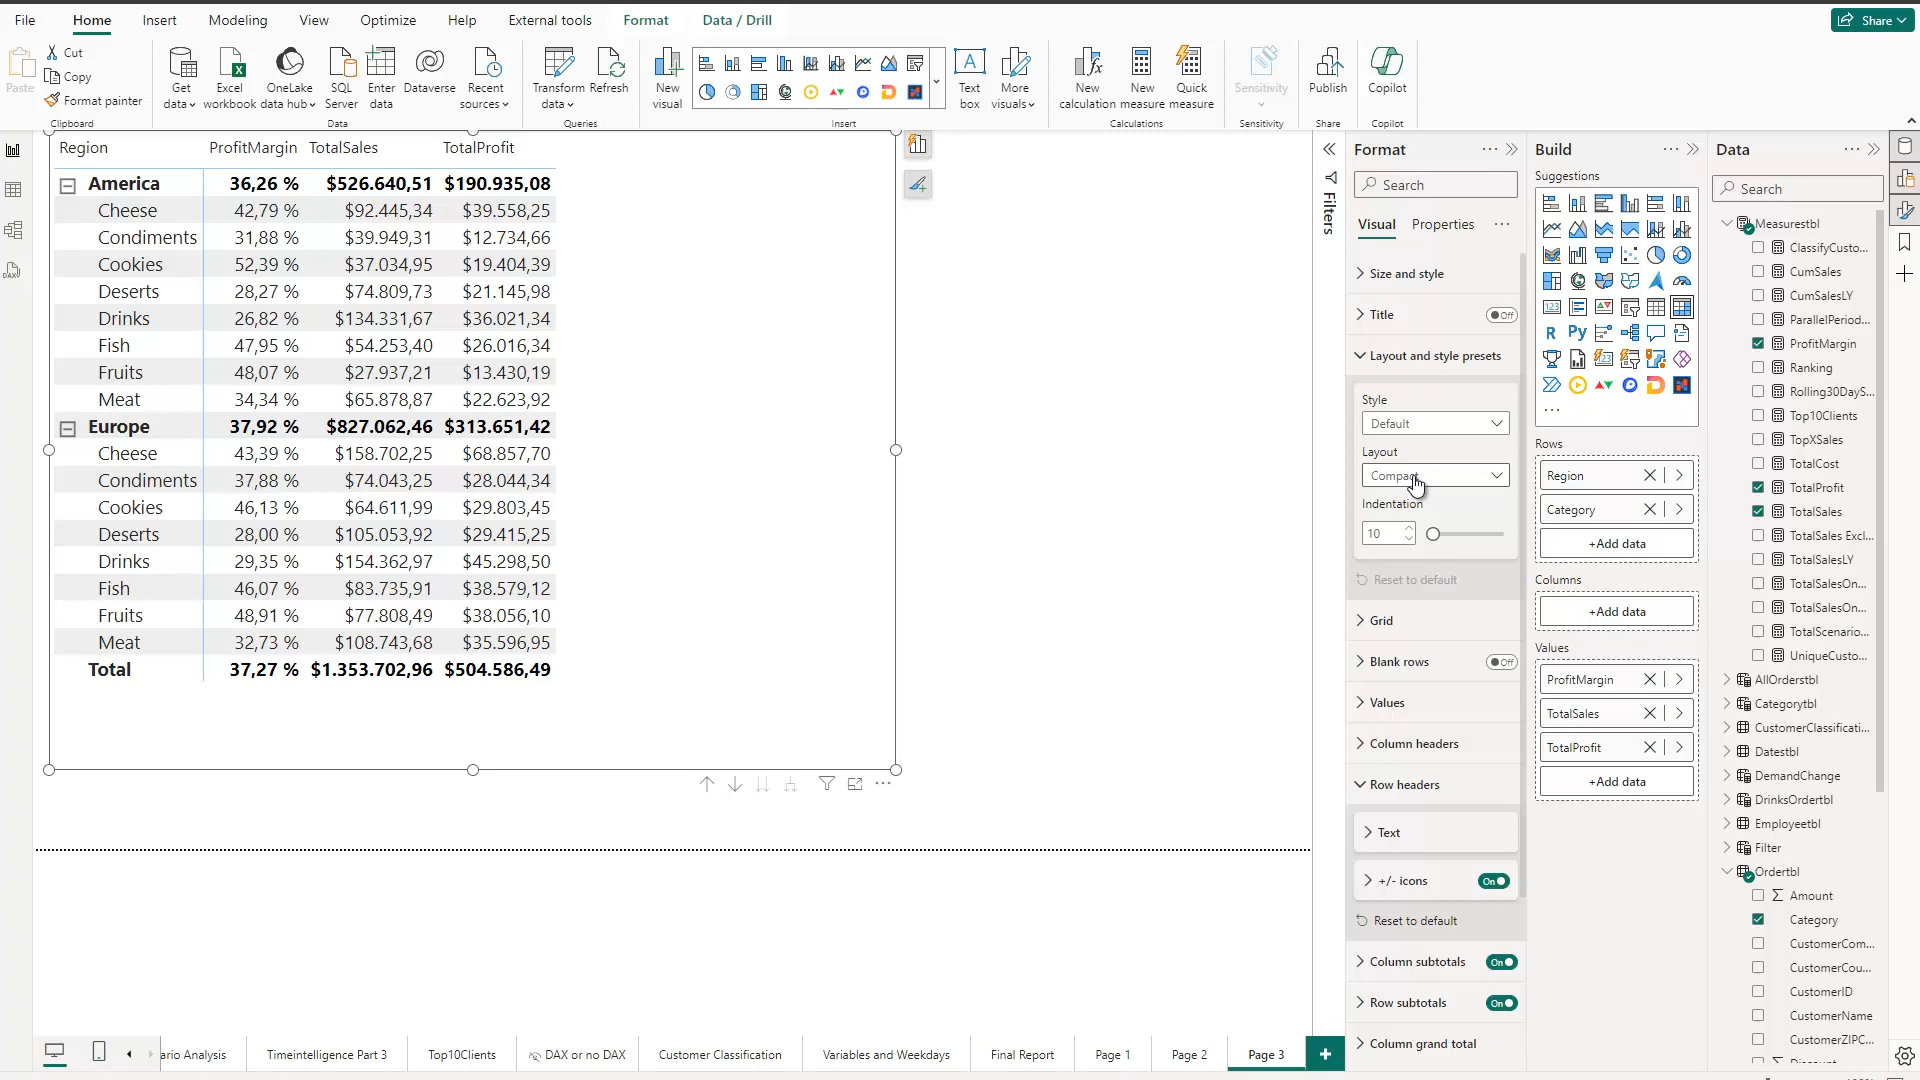 File
Home
Insert
Modeling
View
Optimize
Help
External tools
Format
Data / Drill
Share
Paste
Cut
Copy
Format painter
Clipboard
Get data
Excel workbook
OneLake data hub
SQL Server
Enter data
Dataverse
Recent sources
Data
Transform data
Refresh
Queries
New visual
Text box
More visuals
Insert
New calculation
New measure
Quick measure
Calculations
Sensitivity
Sensitivity
Publish
Share
Copilot
Copilot
Region ProfitMargin TotalSales TotalProfit
America 36,26 % $526.640,51 $190.935,08
Cheese 42,79 % $92.445,34 $39.558,25
Condiments 31,88 % $39.949,31 $12.734,66
Cookies 52,39 % $37.034,95 $19.404,39
Deserts 28,27 % $74.809,73 $21.145,98
Drinks 26,82 % $134.331,67 $36.021,34
Fish 47,95 % $54.253,40 $26.016,34
Fruits 48,07 % $27.937,21 $13.430,19
Meat 34,34 % $65.878,87 $22.623,92
Europe 37,92 % $827.062,46 $313.651,42
Cheese 43,39 % $158.702,25 $68.857,70
Condiments 37,88 % $74.043,25 $28.044,34
Cookies 46,13 % $64.611,99 $29.803,45
Deserts 28,00 % $105.053,92 $29.415,25
Drinks 29,35 % $154.362,97 $45.298,50
Fish 46,07 % $83.735,91 $38.579,12
Fruits 48,91 % $77.808,49 $38.056,10
Meat 32,73 % $108.743,68 $35.596,95
Total 37,27 % $1.353.702,96 $504.586,49
Filters
Format
Search
Visual Properties
Size and style
Title Off
Layout and style presets
Style
Default
Layout
Compact
Indentation
10
Reset to default
Grid
Blank rows Off
Values
Column headers
Row headers
Text
+/- icons On
Reset to default
Column subtotals On
Row subtotals On
Column grand total
Build
Suggestions
R Py
123
Rows
Region
Category
+Add data
Columns
+Add data
Values
ProfitMargin
TotalSales
TotalProfit
+Add data
Data
Search
Measurestbl
ClassifyCusto...
CumSales
CumSalesLY
ParallelPeriod...
ProfitMargin
Ranking
Rolling30DayS...
Top10Clients
TopXSales
TotalCost
TotalProfit
TotalSales
TotalSales Excl...
TotalSalesLY
TotalSalesOn...
TotalSalesOn...
TotalScenario...
UniqueCusto...
AllOrderstbl
Categorytbl
CustomerClassificati...
Datestbl
DemandChange
DrinksOrdertbl
Employeetbl
Filter
Ordertbl
Amount
Category
CustomerCom...
CustomerCou...
CustomerID
CustomerName
CustomerZIPC...
ario Analysis
Timeintelligence Part 3
Top10Clients
DAX or no DAX
Customer Classification
Variables and Weekdays
Final Report
Page 1
Page 2
Page 3